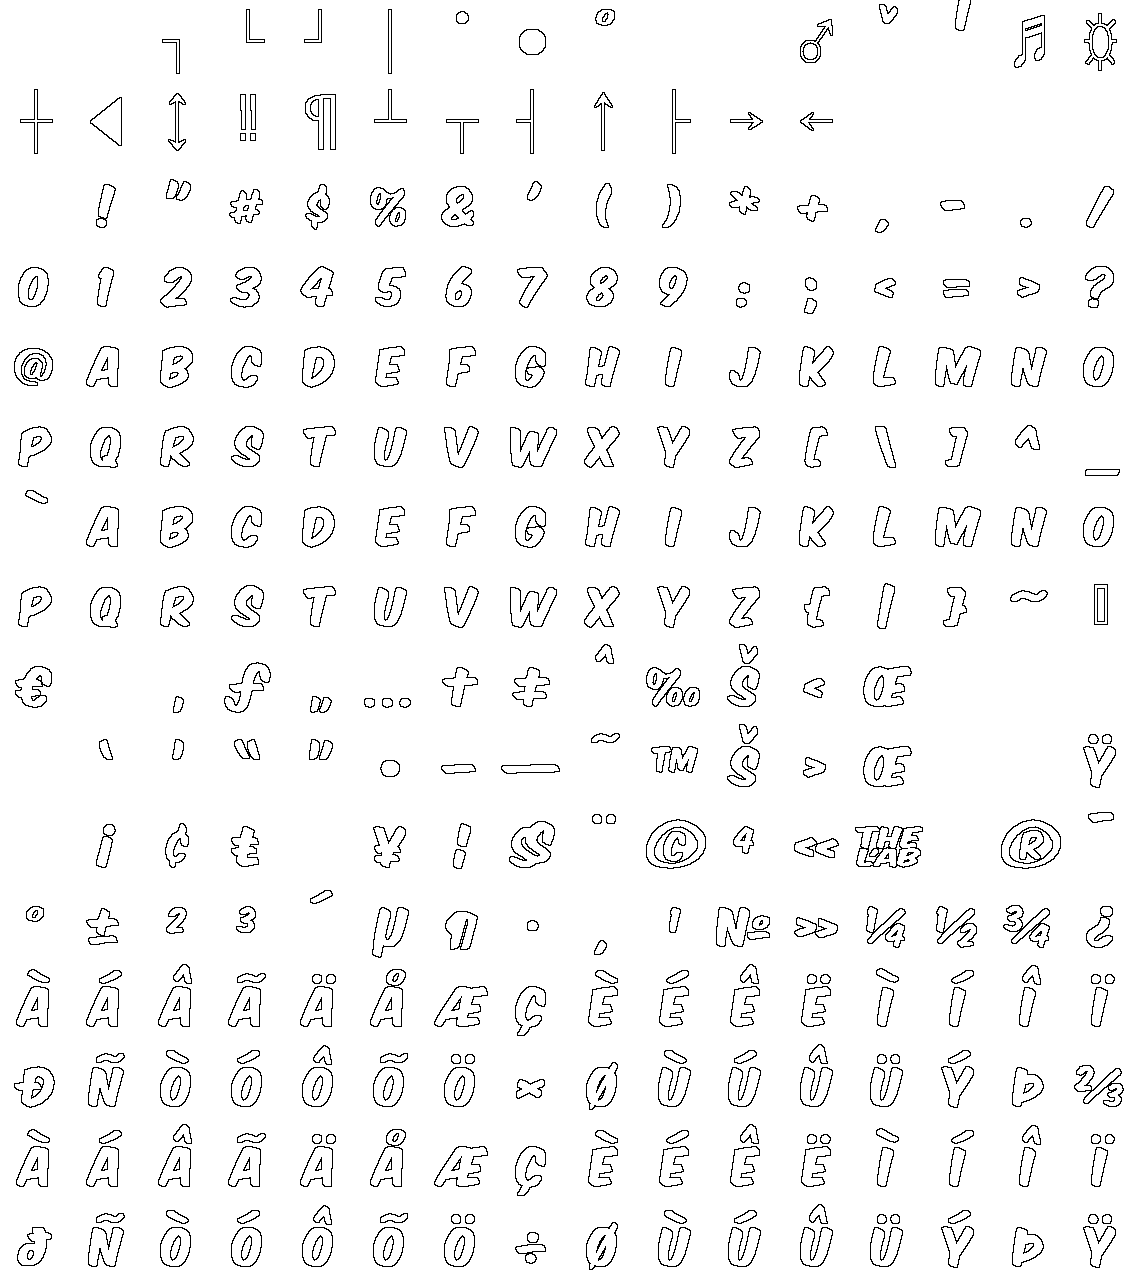 ┐ └ ┘ │ ˙ ○ ° ♂ ˇ ˈ ♫ ☼
┼ ◄ ↕ ‼ ¶ ┴ ┬ ┤ ↑ ├ → ←
! " # $ % & ' ( ) * + , - . /
0 1 2 3 4 5 6 7 8 9 : ; < = > ?
@ A B C D E F G H I J K L M N O
P Q R S T U V W X Y Z [ \ ] ^ _
` A B C D E F G H I J K L M N O
P Q R S T U V W X Y Z { | } ~ ▯
€ ‚ ƒ „ … † ‡ ˆ ‰ Š ‹ Œ
‘ ’ “ ” • – — ˜ ™ Š › Œ Ÿ
¡ ¢ £ ¥ ¦ § ¨ © 4 « THE LAB ® ¯
° ± ² ³ ´ µ ¶ · ¸ ¹ № » ¼ ½ ¾ ¿
À Á Â Ã Ä Å Æ Ç È É Ê Ë Ì Í Î Ï
Ð Ñ Ò Ó Ô Õ Ö × Ø Ù Ú Û Ü Ý Þ ⅔
À Á Â Ã Ä Å Æ Ç È É Ê Ë Ì Í Î Ï
ð Ñ Ò Ó Ô Õ Ö ÷ Ø Ù Ú Û Ü Ý Þ Ÿ